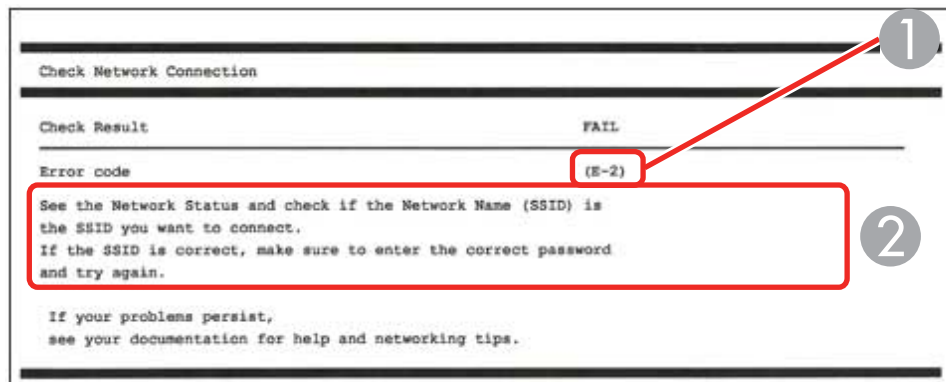 1
Check Network Connection
Check Result FAIL
Error code (E-2)
See the Network Status and check if the Network Name (SSID) is
the SSID you want to connect.
If the SSID is correct, make sure to enter the correct password
and try again.
2
If your problems persist,
see your documentation for help and networking tips.